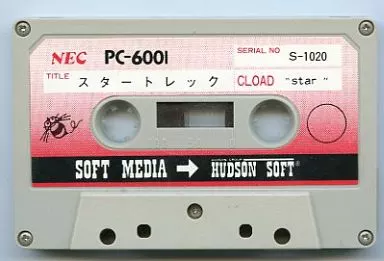 NEC PC-6001 SERIAL NO S-1020
TITLE スタートレック CLOAD "star"
SOFT MEDIA → HUDSON SOFT®